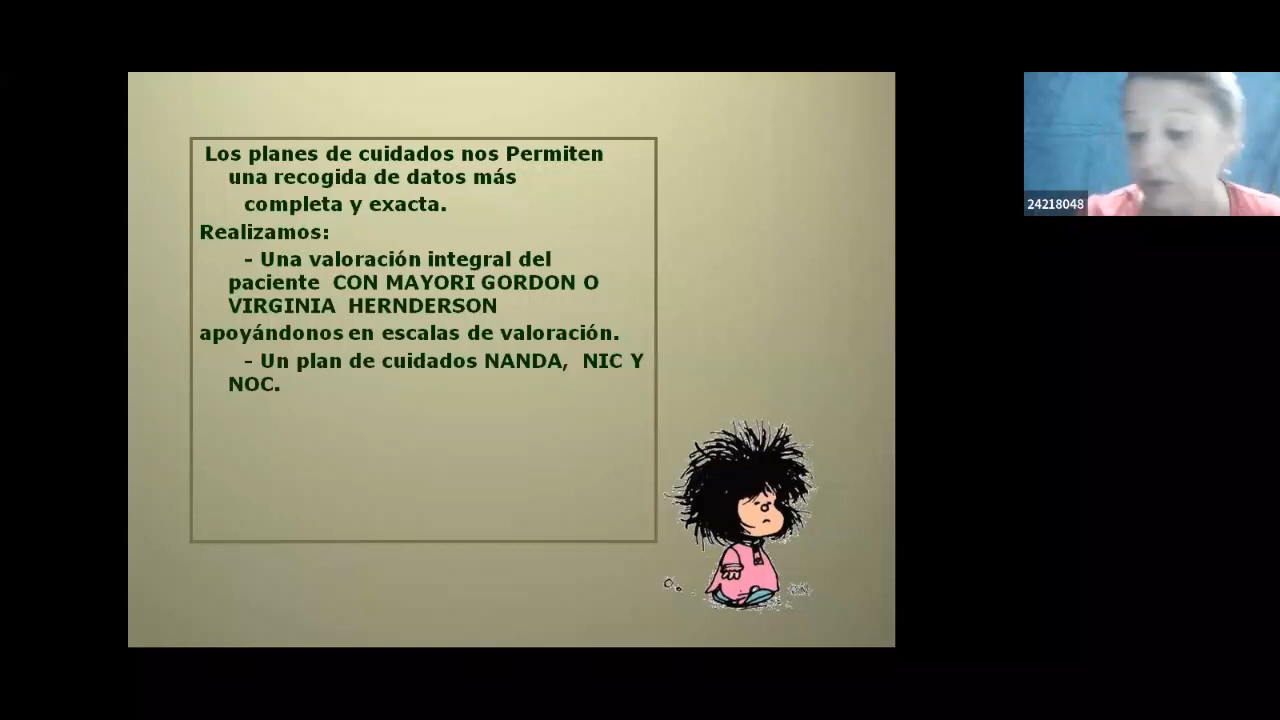 Los planes de cuidados nos Permiten
una recogida de datos más
completa y exacta.
Realizamos:
- Una valoración integral del
paciente CON MAYORI GORDON O
VIRGINIA HERNDERSON
apoyándonos en escalas de valoración.
- Un plan de cuidados NANDA, NIC Y
NOC.
24218048